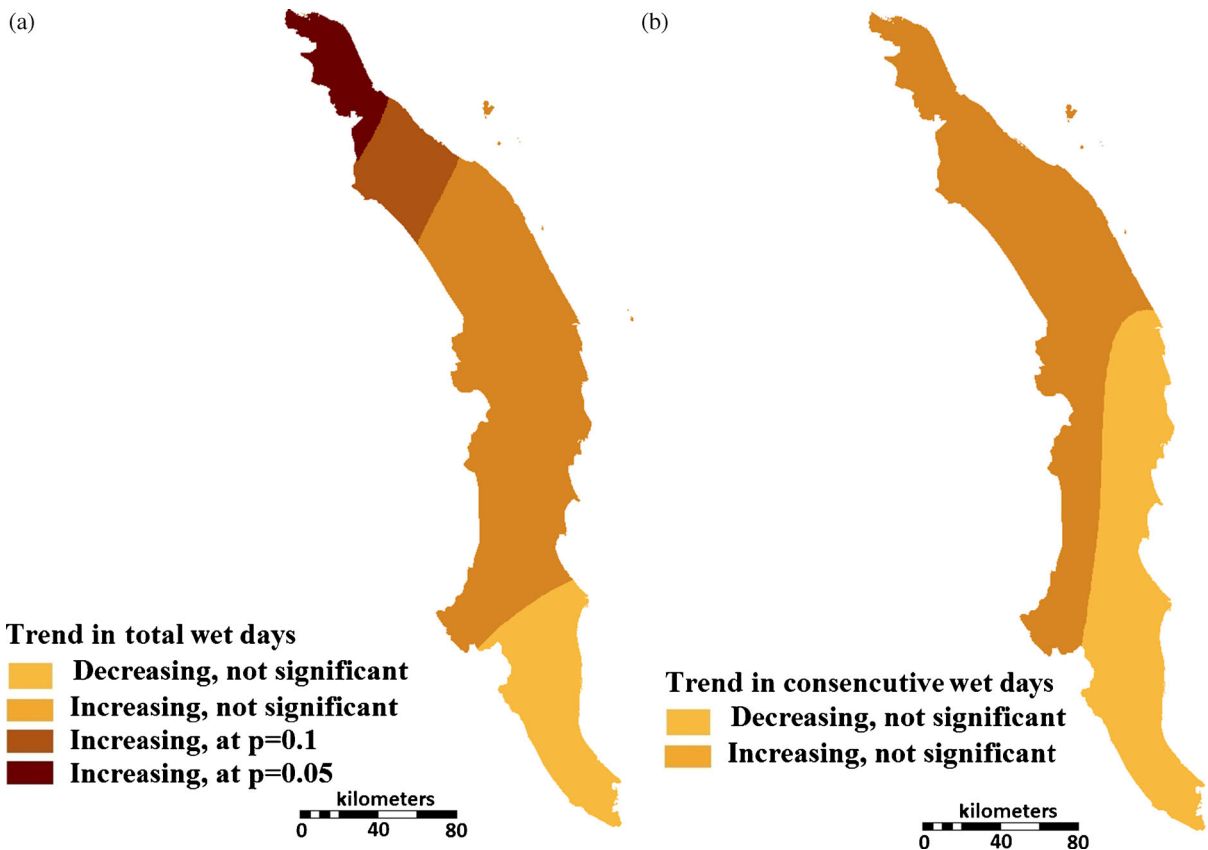 (a)
(b)
Trend in total wet days
Decreasing, not significant
Increasing, not significant
Increasing, at p=0.1
Increasing, at p=0.05
kilometers
0 40 80
Trend in consencutive wet days
Decreasing, not significant
Increasing, not significant
kilometers
0 40 80